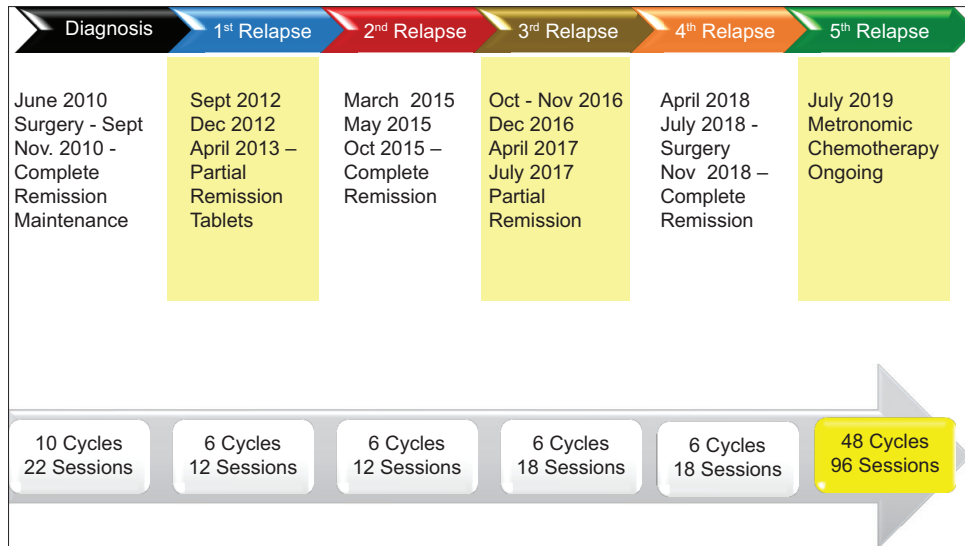 Diagnosis
1st Relapse
2nd Relapse
3rd Relapse
4th Relapse
5th Relapse
June 2010
Surgery - Sept
Nov. 2010 -
Complete
Remission
Maintenance
Sept 2012
Dec 2012
April 2013 –
Partial
Remission
Tablets
March 2015
May 2015
Oct 2015 –
Complete
Remission
Oct - Nov 2016
Dec 2016
April 2017
July 2017
Partial
Remission
April 2018
July 2018 -
Surgery
Nov 2018 –
Complete
Remission
July 2019
Metronomic
Chemotherapy
Ongoing
10 Cycles
22 Sessions
6 Cycles
12 Sessions
6 Cycles
12 Sessions
6 Cycles
18 Sessions
6 Cycles
18 Sessions
48 Cycles
96 Sessions